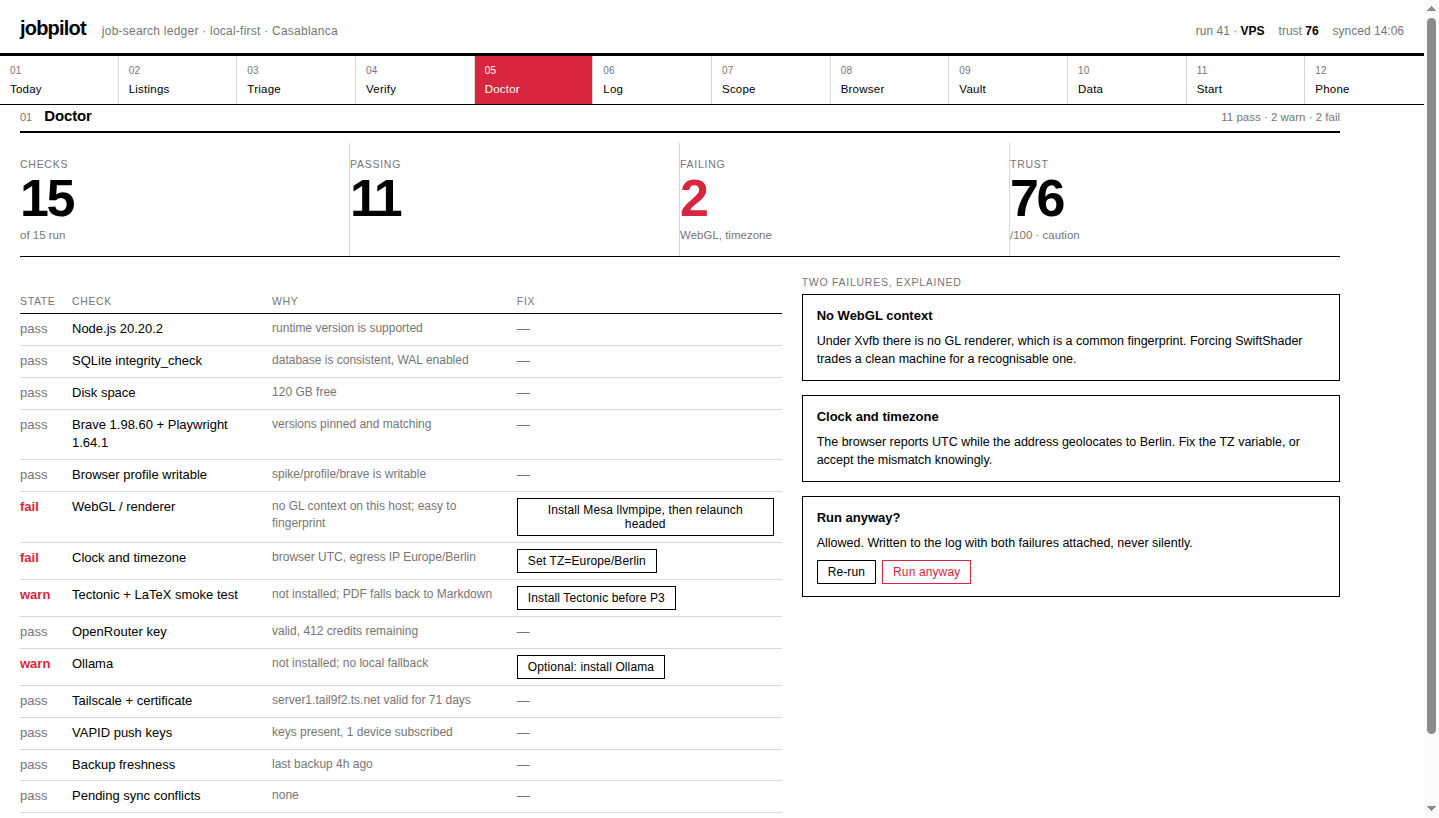 jobpilot job-search ledger · local-first · Casablanca run 41 · VPS trust 76 synced 14:06
01 02 03 04 05 06 07 08 09 10 11 12
Today Listings Triage Verify Doctor Log Scope Browser Vault Data Start Phone
01 Doctor 11 pass · 2 warn · 2 fail
CHECKS PASSING FAILING TRUST
15 11 2 76
of 15 run WebGL, timezone /100 · caution
STATE CHECK WHY FIX
pass Node.js 20.20.2 runtime version is supported —
pass SQLite integrity_check database is consistent, WAL enabled —
pass Disk space 120 GB free —
pass Brave 1.98.60 + Playwright versions pinned and matching —
1.64.1
pass Browser profile writable spike/profile/brave is writable —
fail WebGL / renderer no GL context on this host; easy to Install Mesa llvmpipe, then relaunch
fingerprint headed
fail Clock and timezone browser UTC, egress IP Europe/Berlin Set TZ=Europe/Berlin
warn Tectonic + LaTeX smoke test not installed; PDF falls back to Markdown Install Tectonic before P3
pass OpenRouter key valid, 412 credits remaining —
warn Ollama not installed; no local fallback Optional: install Ollama
pass Tailscale + certificate server1.tail9f2.ts.net valid for 71 days —
pass VAPID push keys keys present, 1 device subscribed —
pass Backup freshness last backup 4h ago —
pass Pending sync conflicts none —
TWO FAILURES, EXPLAINED
No WebGL context
Under Xvfb there is no GL renderer, which is a common fingerprint. Forcing SwiftShader
trades a clean machine for a recognisable one.
Clock and timezone
The browser reports UTC while the address geolocates to Berlin. Fix the TZ variable, or
accept the mismatch knowingly.
Run anyway?
Allowed. Written to the log with both failures attached, never silently.
Re-run Run anyway